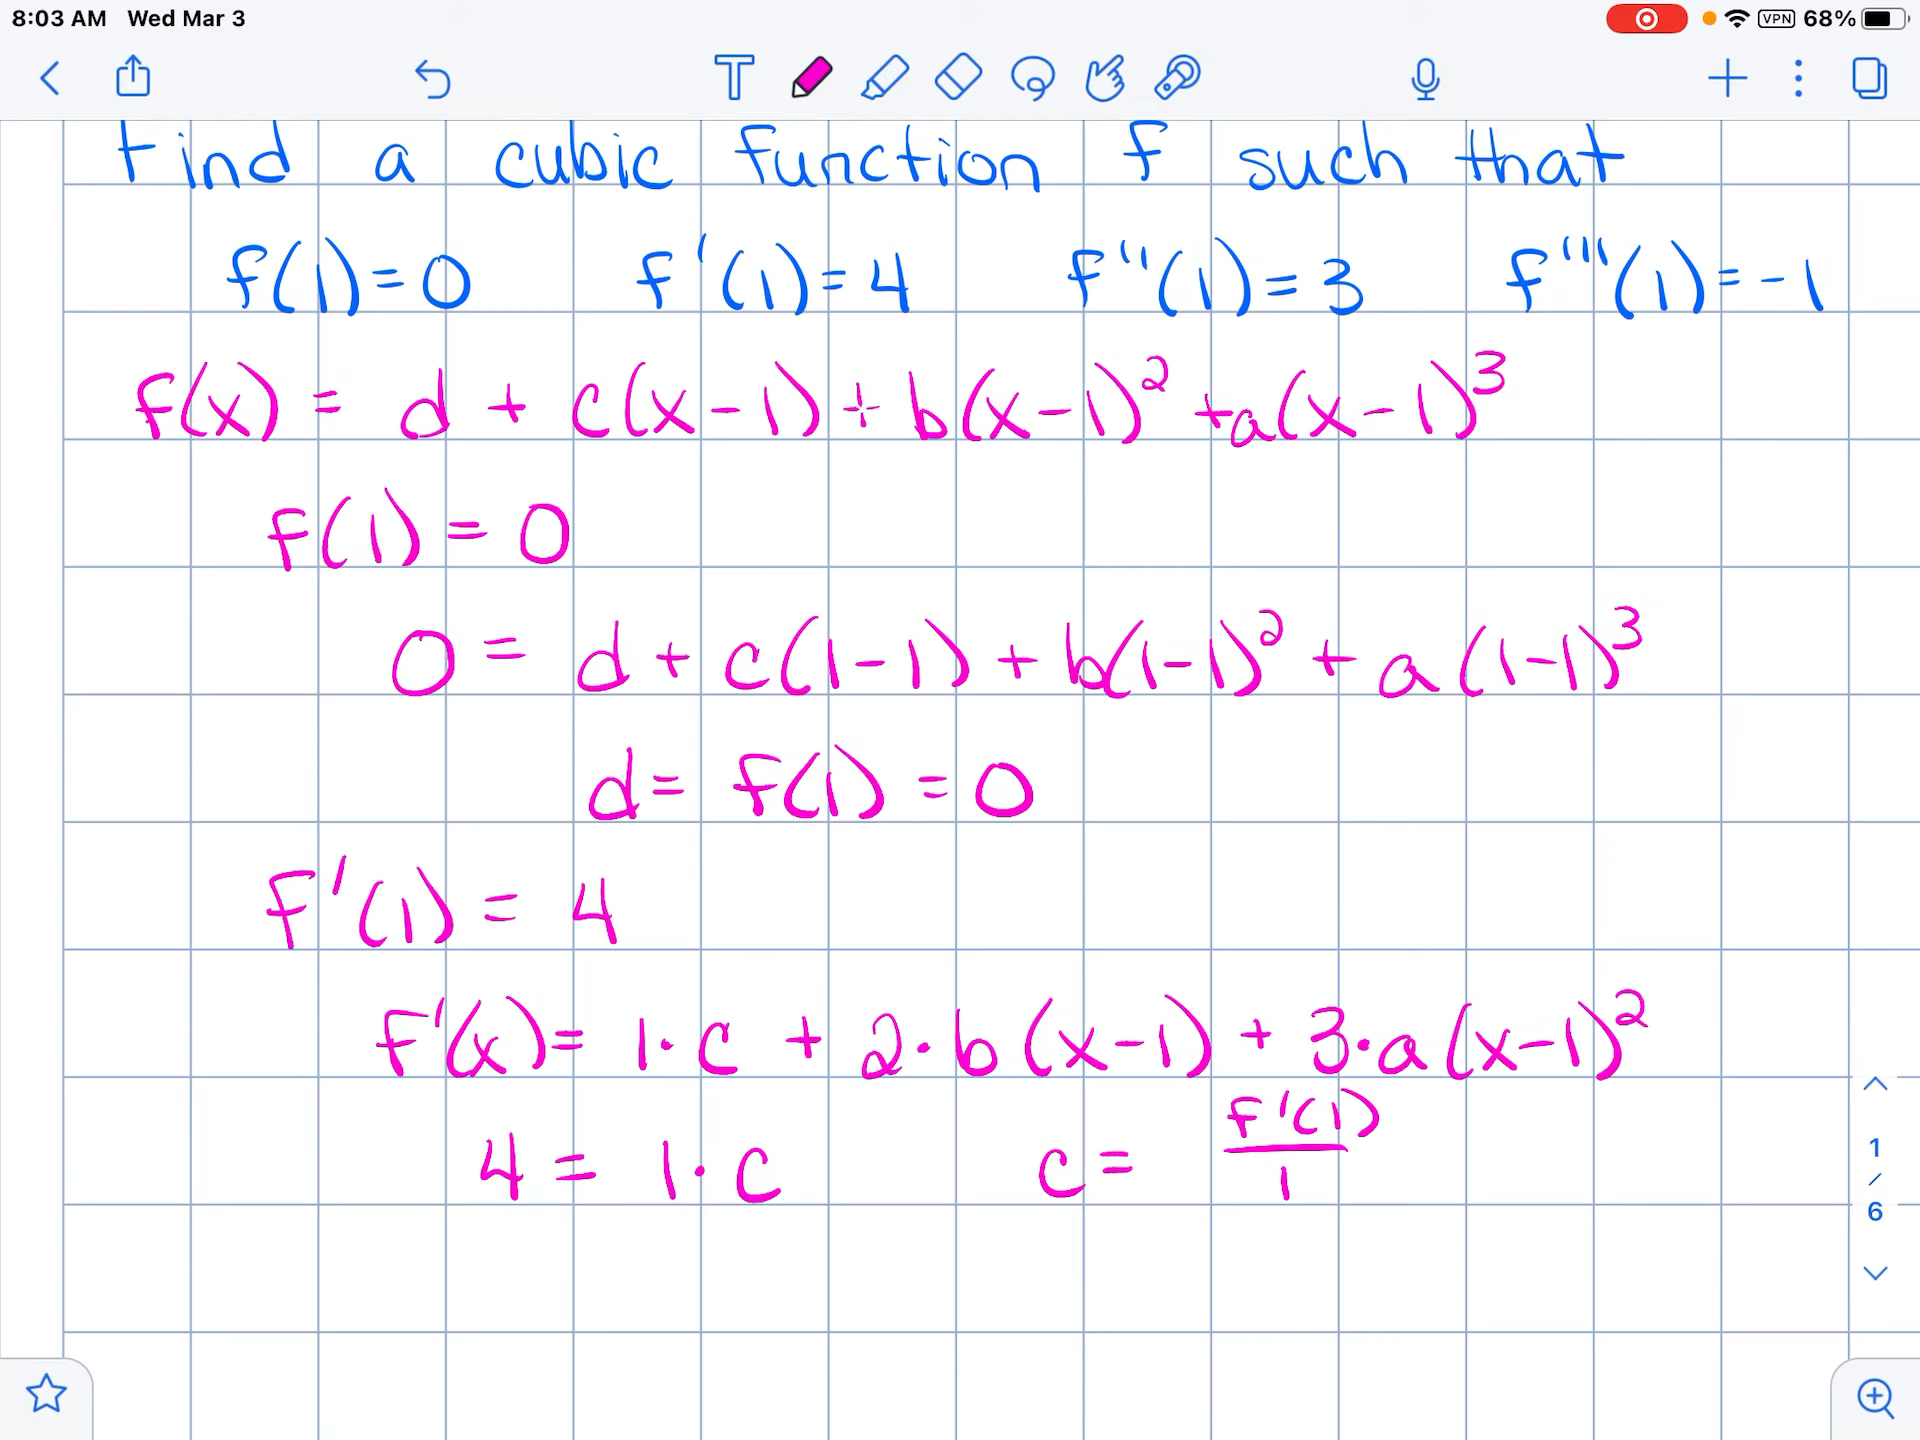 8:03 AM Wed Mar 3 VPN 68%
Find a cubic function f such that
f(1)=0 f'(1)=4 f''(1)=3 f'''(1)=-1
f(x) = d + c(x-1)+b(x-1)² +a(x-1)³
f(1)=0
0 = d + c(1-1) + b(1-1)² + a(1-1)³
d= f(1) = 0
f'(1) = 4
f'(x)= 1·c + 2·b(x-1) + 3·a(x-1)²
4 = 1·c c = f'(1)/1
1/6